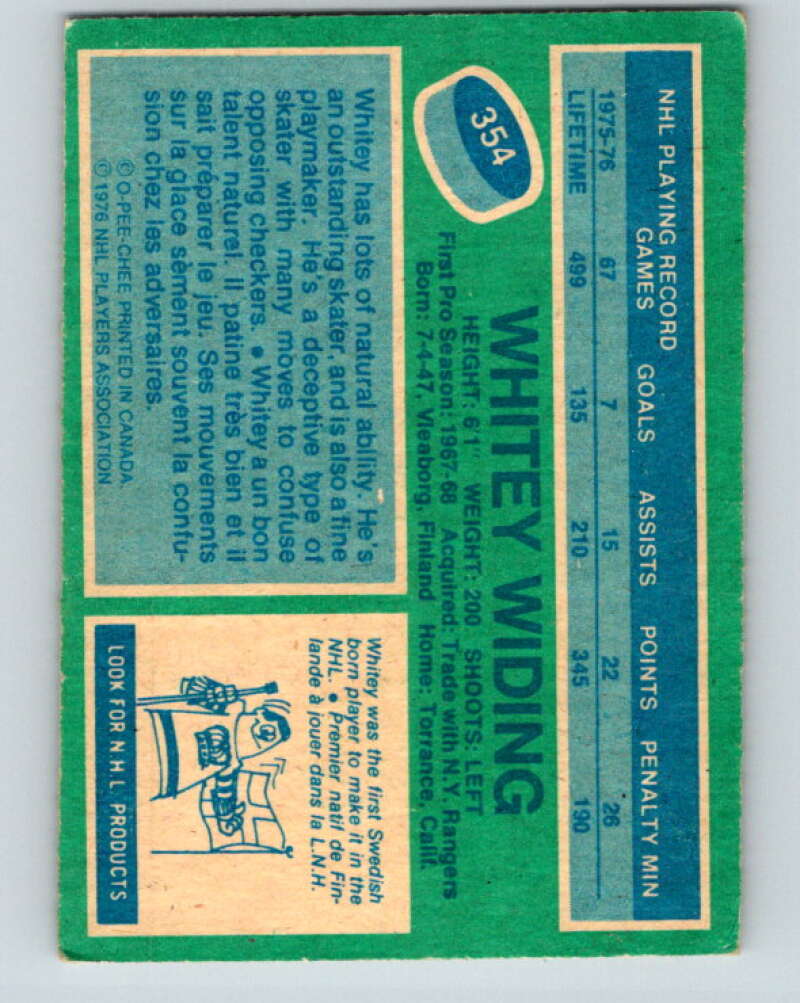 NHL PLAYING RECORD
GAMES GOALS ASSISTS POINTS PENALTY MIN
1975-76 67 7 15 22 26
LIFETIME 499 135 210 345 190
354
WHITEY WIDING
HEIGHT: 61" WEIGHT: 200 SHOOTS: LEFT
First Pro Season: 1967-68 Acquired: Trade with N.Y. Rangers
Born: 7-4-47, Vleaborg, Finland Home: Torrance, Calif.
Whitey has lots of natural ability. He's
an outstanding skater, and is also a fine
playmaker. He's a deceptive type of
skater with many moves to confuse
opposing checkers. • Whitey a un bon
talent naturel. Il patine très bien et il
sait préparer le jeu. Ses mouvements
sur la glace sèment souvent la confu-
sion chez les adversaires.
© O-PEE-CHEE PRINTED IN CANADA
© 1976 NHL PLAYERS ASSOCIATION
Whitey was the first Swedish
born player to make it in the
NHL. • Premier natif de Fin-
lande à jouer dans la L.N.H.
LOOK FOR N.H.L. PRODUCTS